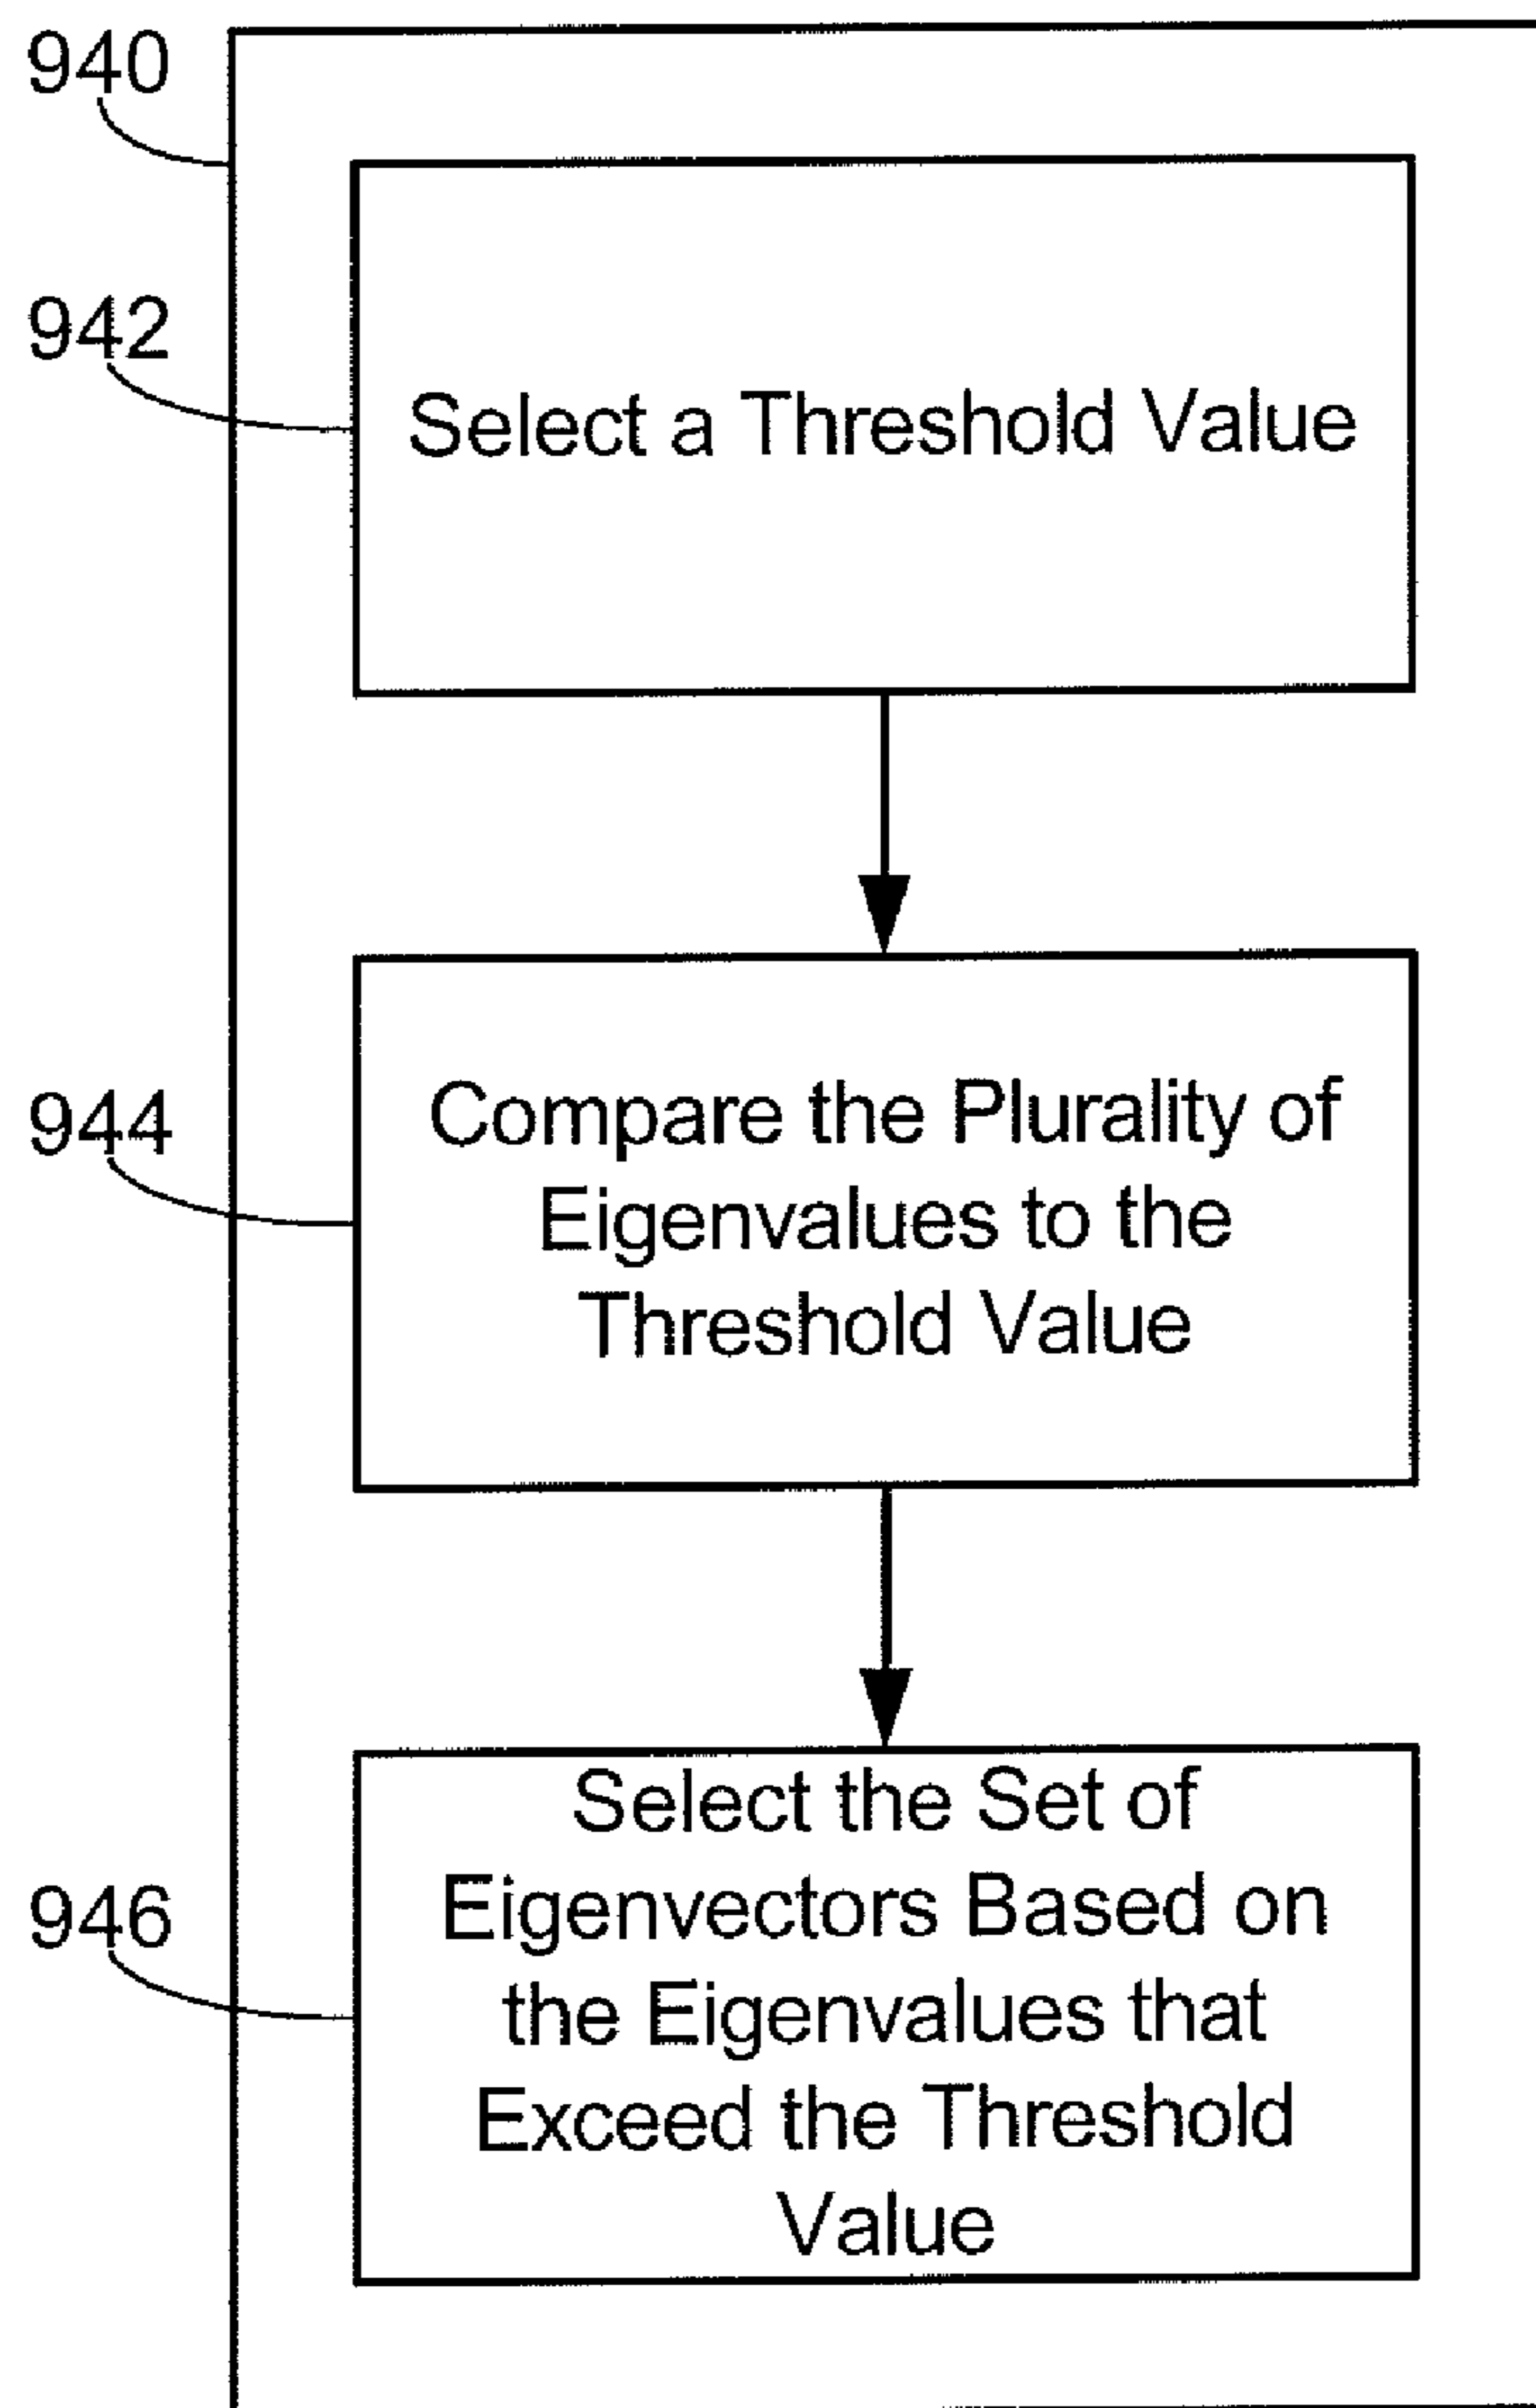 940
942
Select a Threshold Value
944
Compare the Plurality of
Eigenvalues to the
Threshold Value
946
Select the Set of
Eigenvectors Based on
the Eigenvalues that
Exceed the Threshold
Value